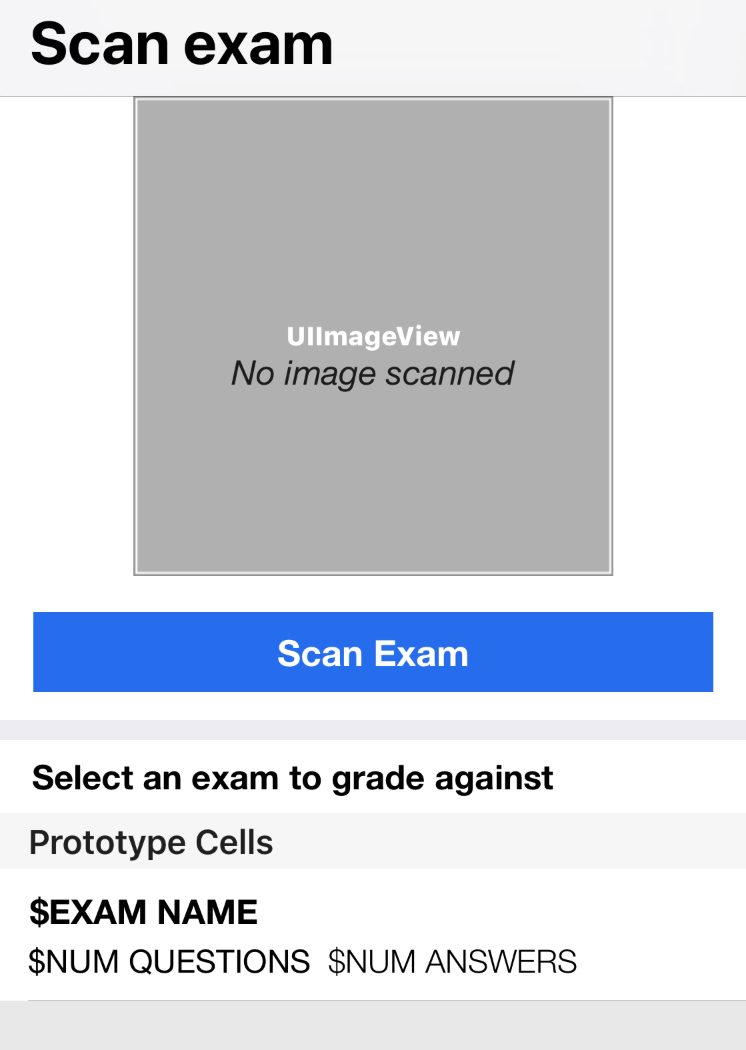 Scan exam
UIImageView
No image scanned
Scan Exam
Select an exam to grade against
Prototype Cells
$EXAM NAME
$NUM QUESTIONS $NUM ANSWERS